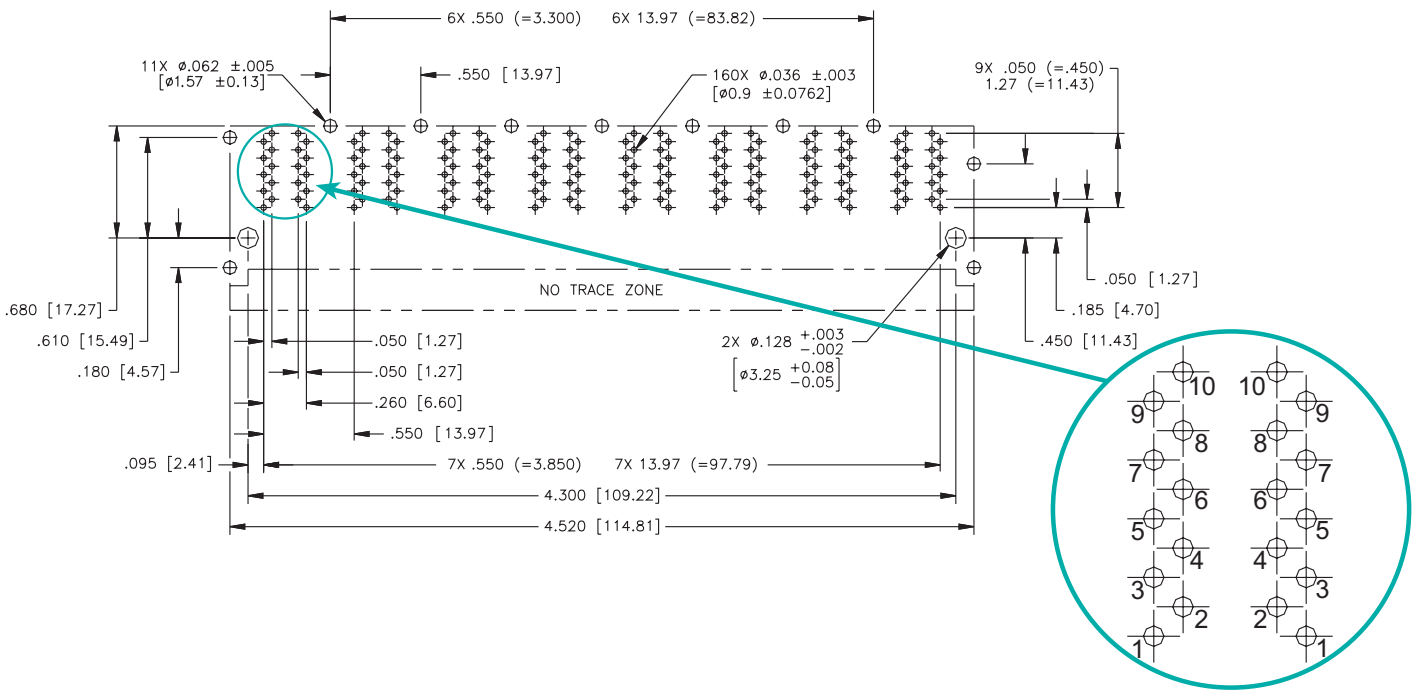 6X .550 (=3.300) 6X 13.97 (=83.82)
11X ø.062 ±.005
[ø1.57 ±0.13]
.550 [13.97]
160X ø.036 ±.003
[ø0.9 ±0.0762]
9X .050 (=.450)
1.27 (=11.43)
NO TRACE ZONE
.680 [17.27]
.610 [15.49]
.180 [4.57]
.050 [1.27]
.050 [1.27]
.260 [6.60]
.550 [13.97]
.095 [2.41]
7X .550 (=3.850) 7X 13.97 (=97.79)
4.300 [109.22]
4.520 [114.81]
2X ø.128 +.003 -.002
[ø3.25 +0.08 -0.05]
.050 [1.27]
.185 [4.70]
.450 [11.43]
10 10
9 9
8 8
7 7
6 6
5 5
4 4
3 3
2 2
1 1